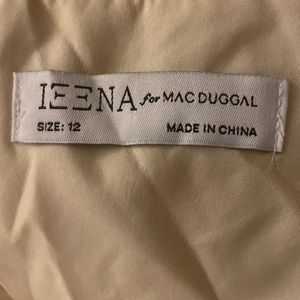 IEENA for MAC DUGGAL
SIZE: 12 MADE IN CHINA